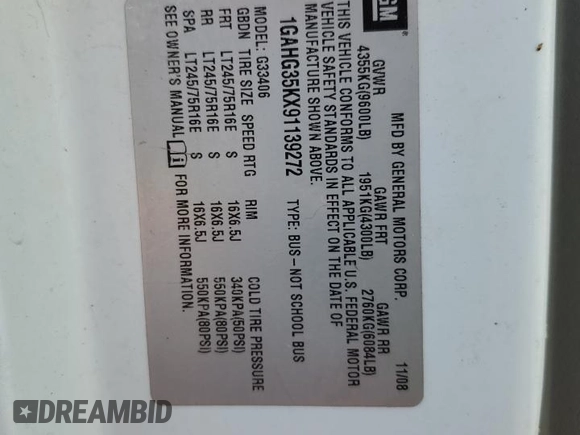 GM
MFD BY GENERAL MOTORS CORP. 11/08
GVWR GAWR FRT GAWR RR
4355KG(9600LB) 1951KG(4300LB) 2760KG(6084LB)
THIS VEHICLE CONFORMS TO ALL APPLICABLE U.S. FEDERAL MOTOR
VEHICLE SAFETY STANDARDS IN EFFECT ON THE DATE OF
MANUFACTURE SHOWN ABOVE.
1GAHG35KX91139272 TYPE: BUS-NOT SCHOOL BUS
MODEL: G33406
GBDN TIRE SIZE SPEED RTG RIM COLD TIRE PRESSURE
FRT LT245/75R16E S 16X6.5J 340KPA(50PSI)
RR LT245/75R16E S 16X6.5J 550KPA(80PSI)
SPA LT245/75R16E S 16X6.5J 550KPA(80PSI)
SEE OWNER'S MANUAL i FOR MORE INFORMATION.
DREAMBID